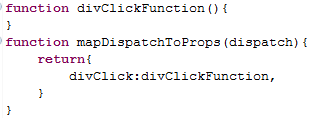 function divClickFunction(){
}
function mapDispatchToProps(dispatch){
    return{
        divClick:divClickFunction,
    }
}